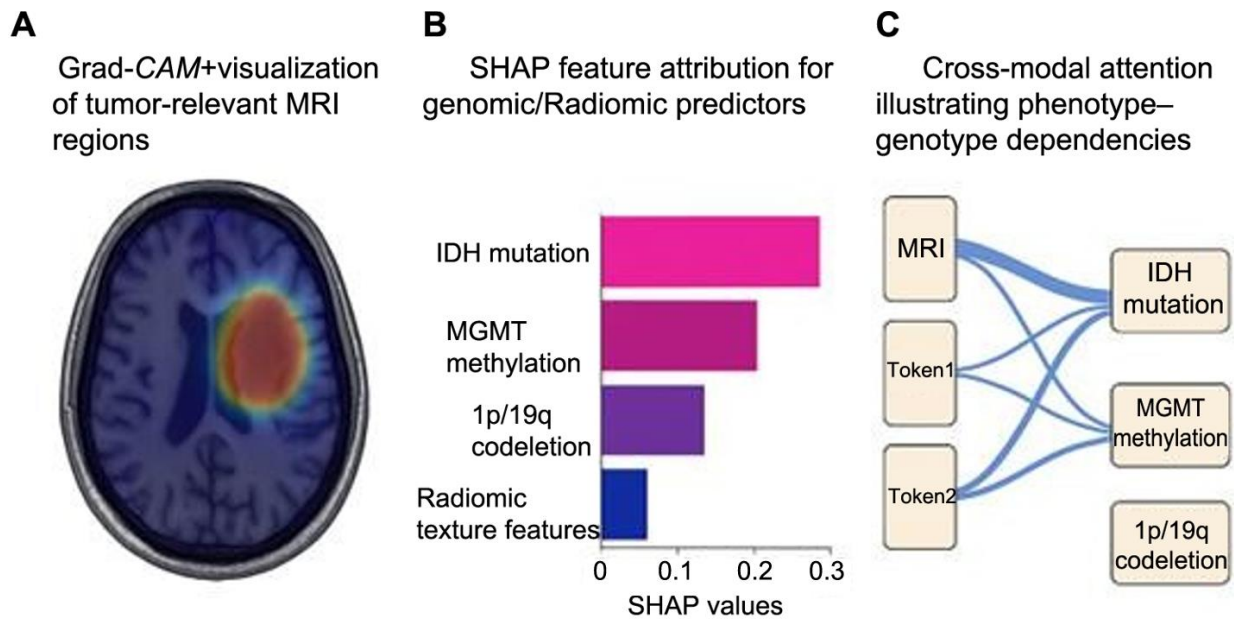 A
Grad-CAM+visualization
of tumor-relevant MRI
regions
B
SHAP feature attribution for
genomic/Radiomic predictors
IDH mutation
MGMT
methylation
1p/19q
codeletion
Radiomic
texture features
0 0.1 0.2 0.3
SHAP values
C
Cross-modal attention
illustrating phenotype–
genotype dependencies
MRI
Token1
Token2
IDH
mutation
MGMT
methylation
1p/19q
codeletion